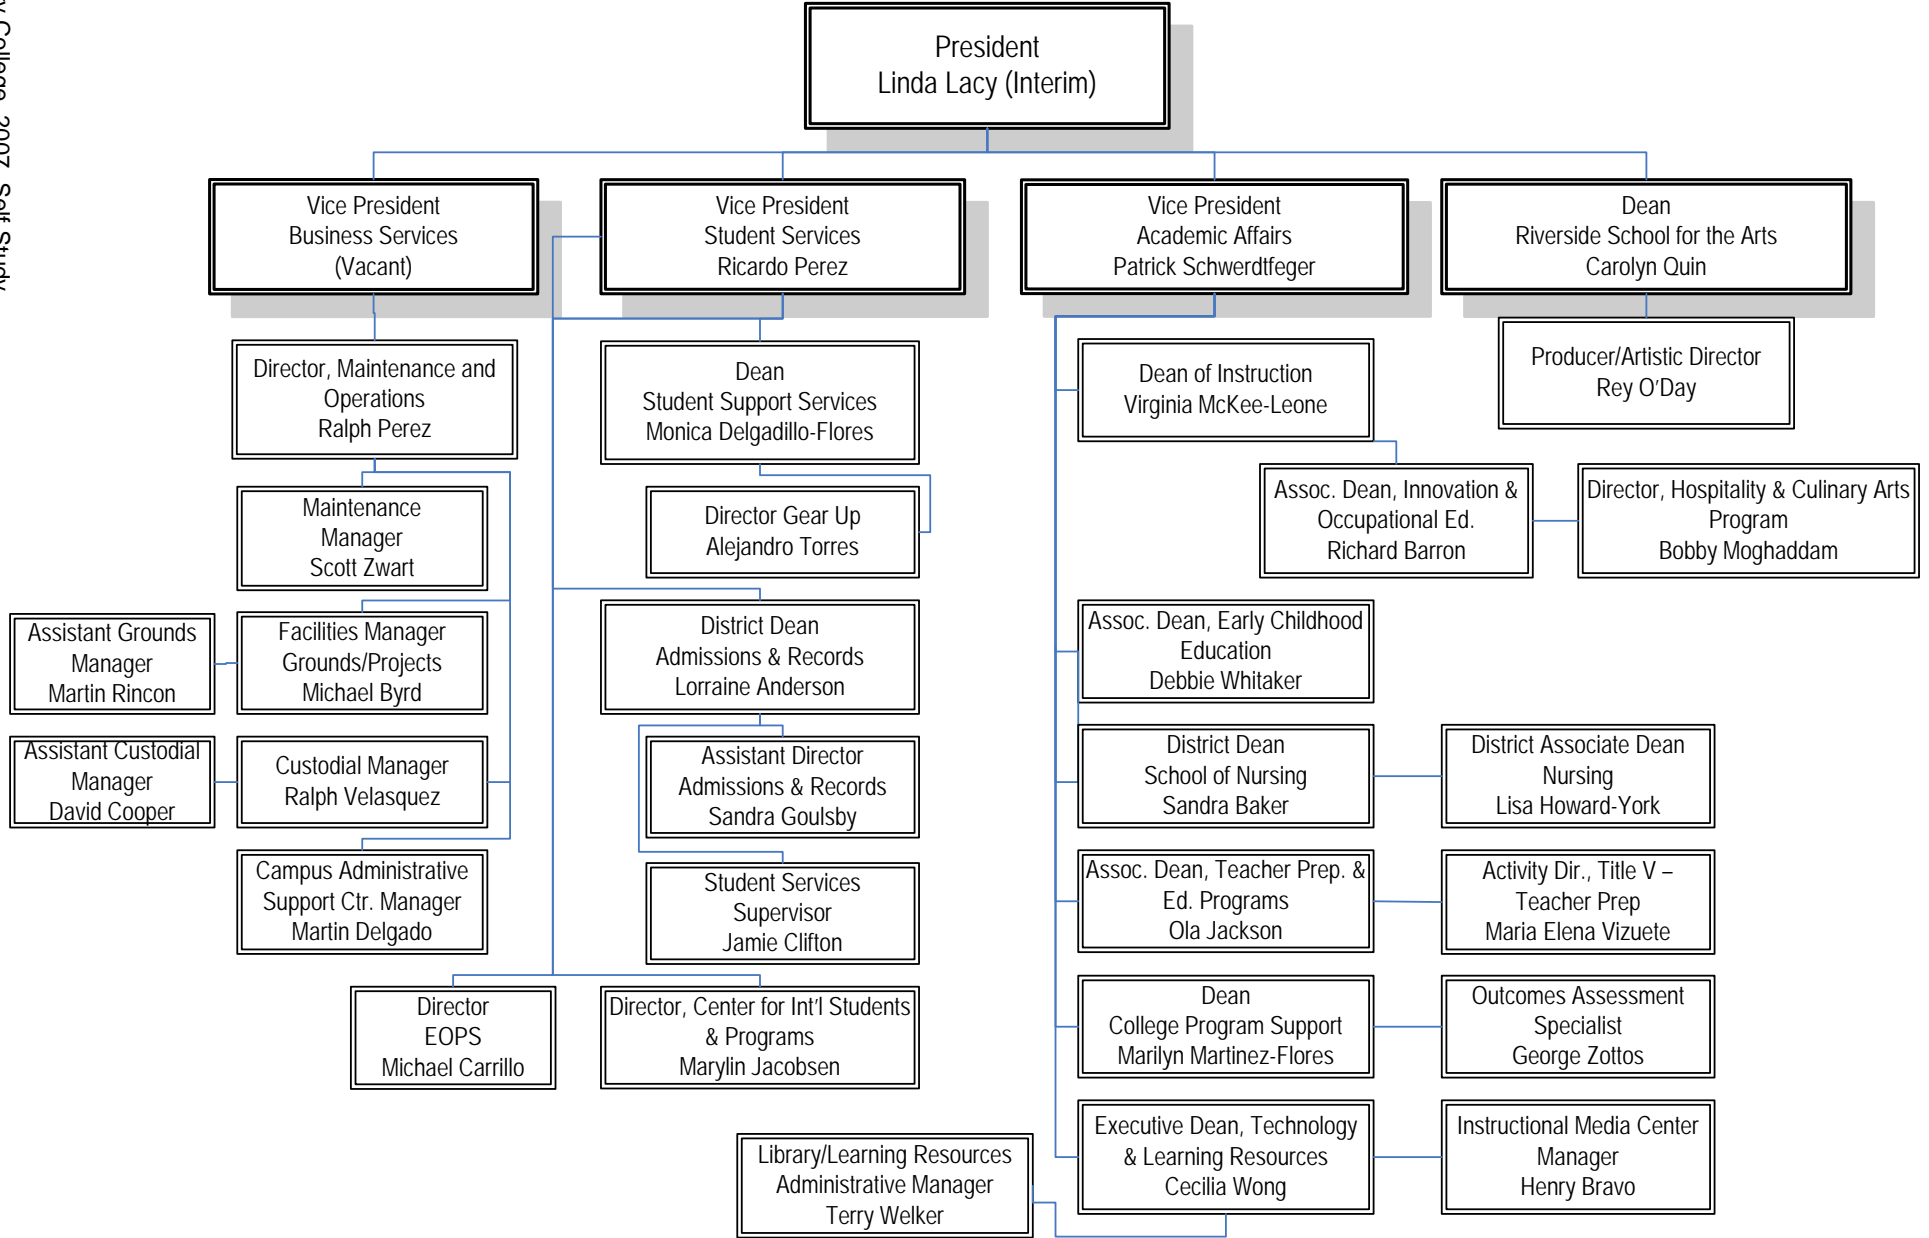 y College 2007 Self Study
President
Linda Lacy (Interim)
Vice President
Business Services
(Vacant)
Vice President
Student Services
Ricardo Perez
Vice President
Academic Affairs
Patrick Schwerdtfeger
Dean
Riverside School for the Arts
Carolyn Quin
Director, Maintenance and
Operations
Ralph Perez
Maintenance
Manager
Scott Zwart
Assistant Grounds
Manager
Martin Rincon
Facilities Manager
Grounds/Projects
Michael Byrd
Assistant Custodial
Manager
David Cooper
Custodial Manager
Ralph Velasquez
Campus Administrative
Support Ctr. Manager
Martin Delgado
Dean
Student Support Services
Monica Delgadillo-Flores
Director Gear Up
Alejandro Torres
District Dean
Admissions & Records
Lorraine Anderson
Assistant Director
Admissions & Records
Sandra Goulsby
Student Services
Supervisor
Jamie Clifton
Director
EOPS
Michael Carrillo
Director, Center for Int'l Students
& Programs
Marylin Jacobsen
Dean of Instruction
Virginia McKee-Leone
Assoc. Dean, Innovation &
Occupational Ed.
Richard Barron
Director, Hospitality & Culinary Arts
Program
Bobby Moghaddam
Assoc. Dean, Early Childhood
Education
Debbie Whitaker
District Dean
School of Nursing
Sandra Baker
District Associate Dean
Nursing
Lisa Howard-York
Assoc. Dean, Teacher Prep. &
Ed. Programs
Ola Jackson
Activity Dir., Title V –
Teacher Prep
Maria Elena Vizuete
Dean
College Program Support
Marilyn Martinez-Flores
Outcomes Assessment
Specialist
George Zottos
Executive Dean, Technology
& Learning Resources
Cecilia Wong
Instructional Media Center
Manager
Henry Bravo
Library/Learning Resources
Administrative Manager
Terry Welker
Producer/Artistic Director
Rey O'Day